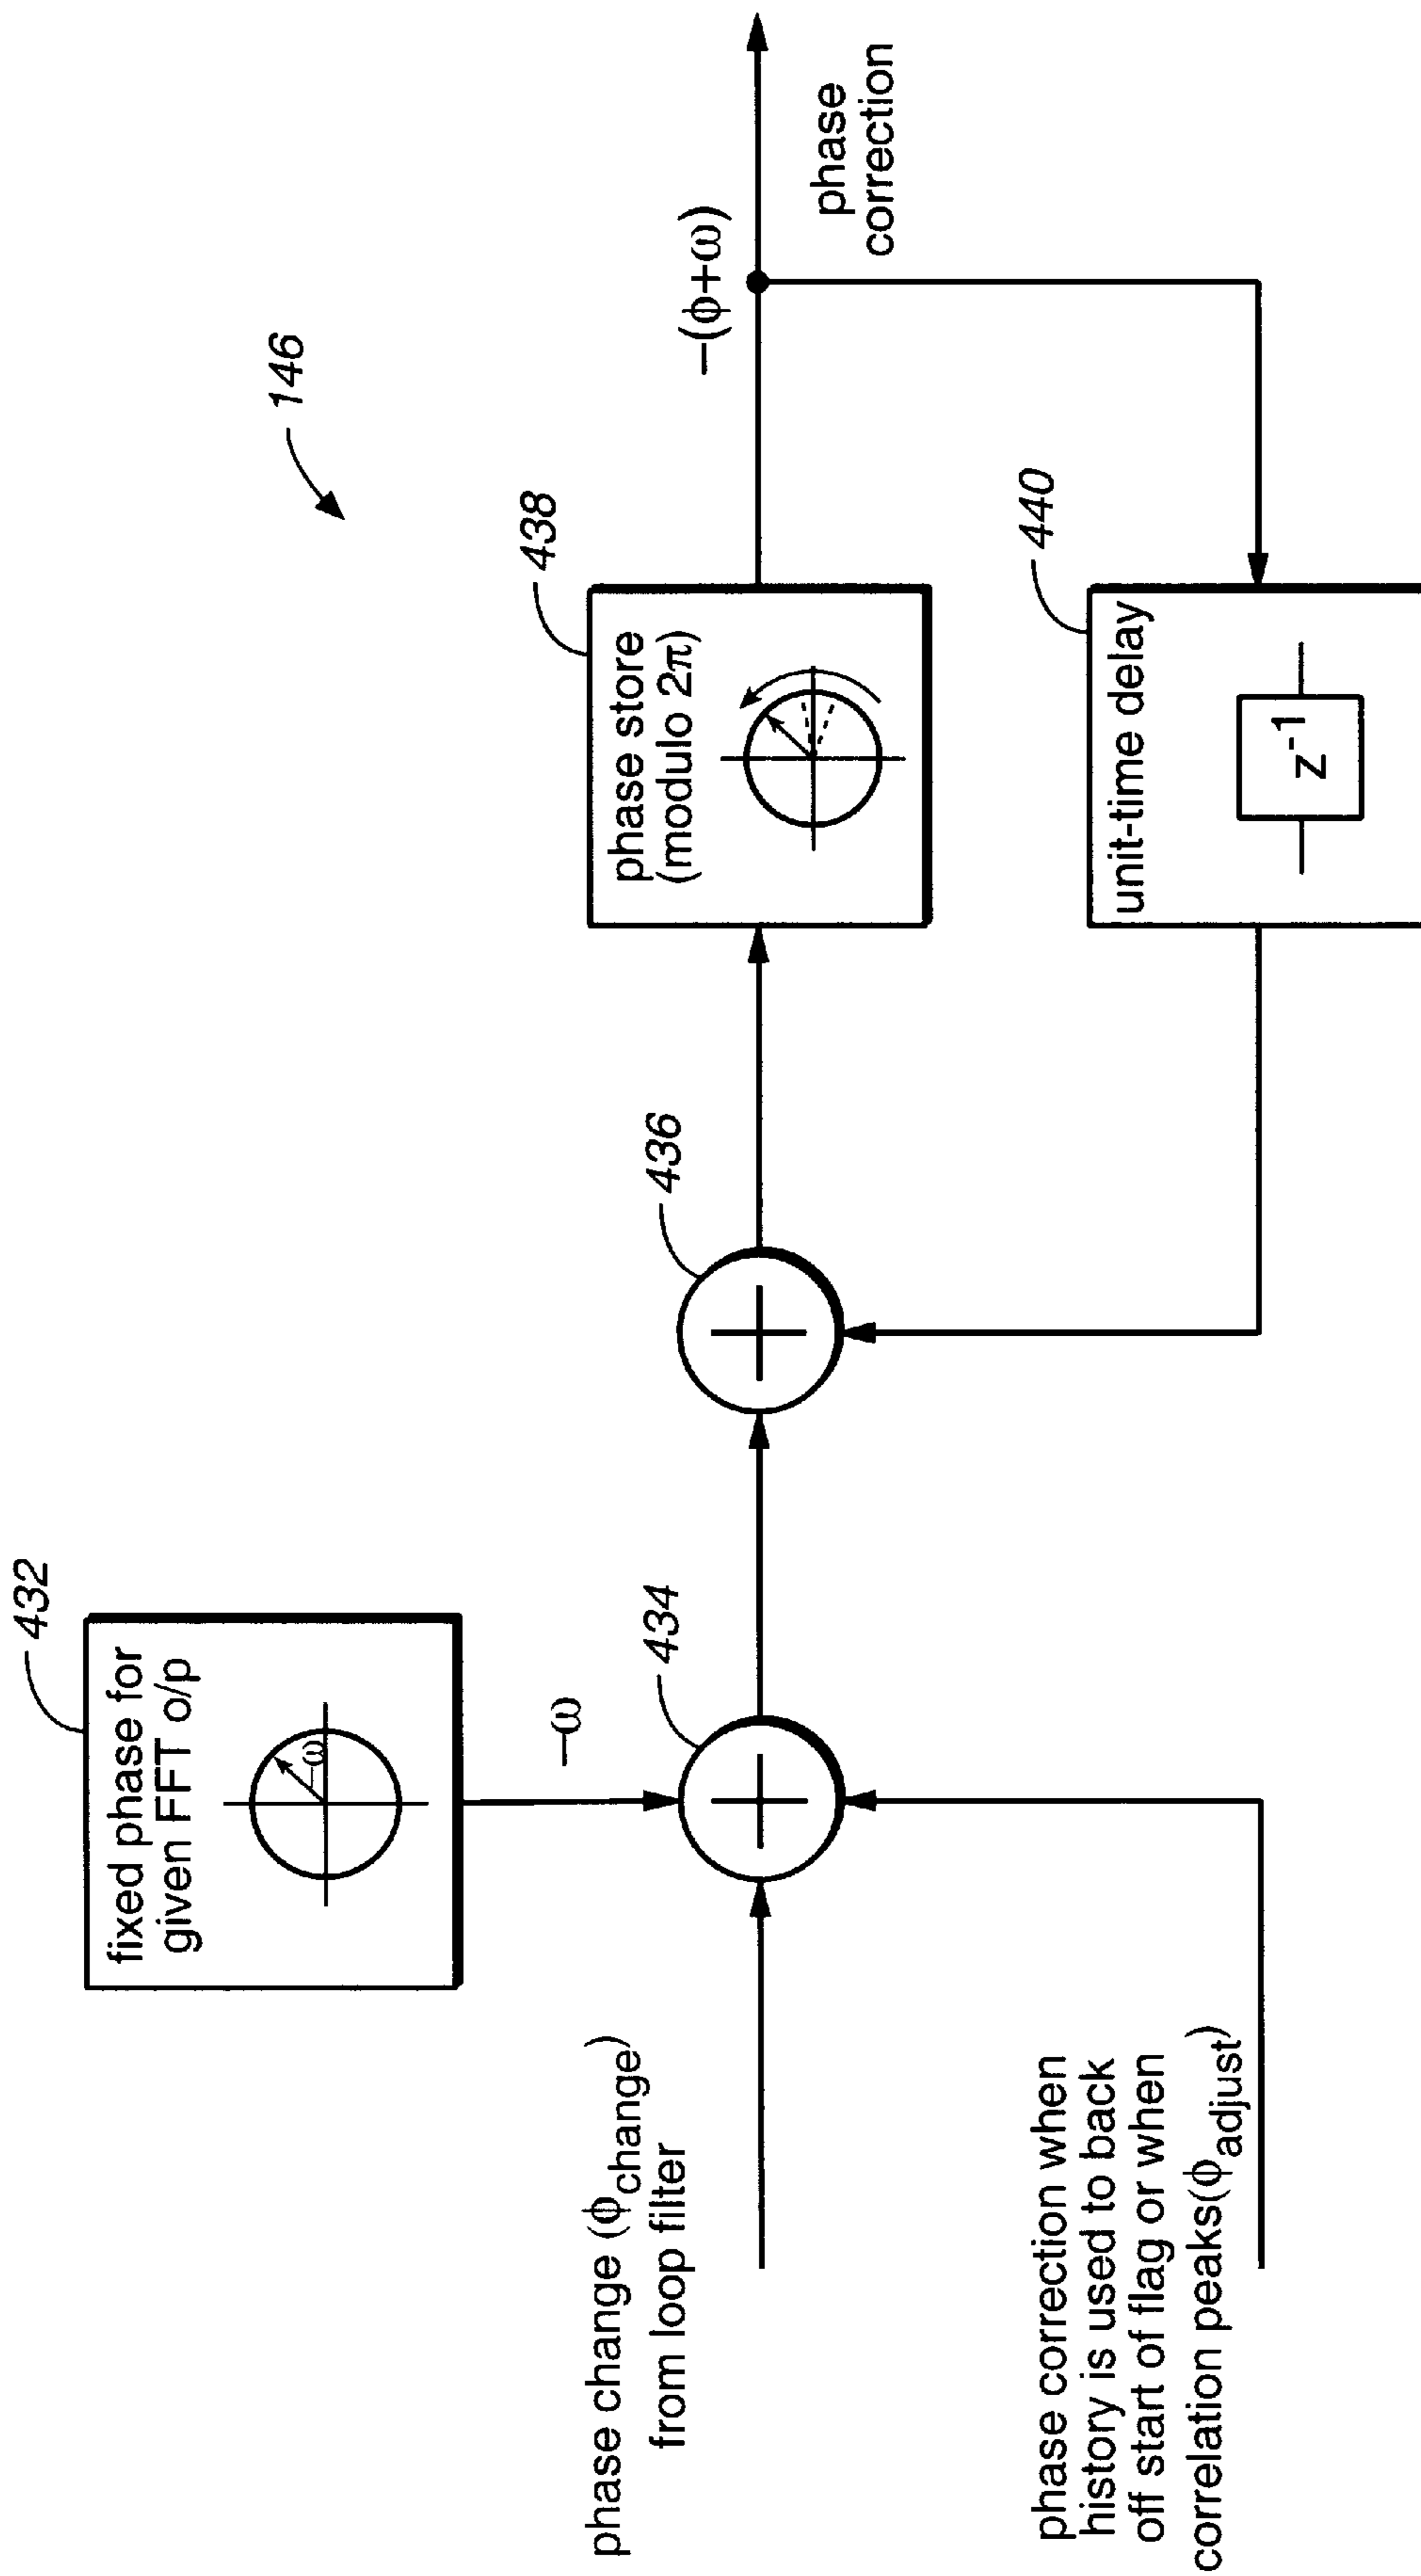 146
432
fixed phase for
given FFT o/p
–ω
–ω
434
436
438
phase store
(modulo 2π)
–(ϕ+ω)
phase
correction
440
unit-time delay
z⁻¹
phase change (ϕchange)
from loop filter
phase correction when
history is used to back
off start of flag or when
correlation peaks(ϕadjust)